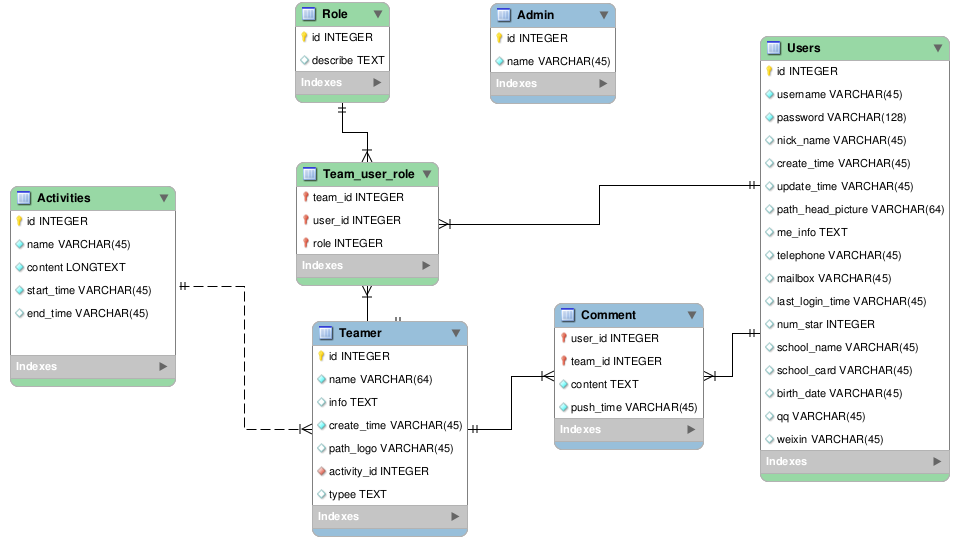 Role
id INTEGER
describe TEXT
Indexes
Admin
id INTEGER
name VARCHAR(45)
Indexes
Users
id INTEGER
username VARCHAR(45)
password VARCHAR(128)
nick_name VARCHAR(45)
create_time VARCHAR(45)
update_time VARCHAR(45)
path_head_picture VARCHAR(64)
me_info TEXT
telephone VARCHAR(45)
mailbox VARCHAR(45)
last_login_time VARCHAR(45)
num_star INTEGER
school_name VARCHAR(45)
school_card VARCHAR(45)
birth_date VARCHAR(45)
qq VARCHAR(45)
weixin VARCHAR(45)
Indexes
Team_user_role
team_id INTEGER
user_id INTEGER
role INTEGER
Indexes
Activities
id INTEGER
name VARCHAR(45)
content LONGTEXT
start_time VARCHAR(45)
end_time VARCHAR(45)
Indexes
Teamer
id INTEGER
name VARCHAR(64)
info TEXT
create_time VARCHAR(45)
path_logo VARCHAR(45)
activity_id INTEGER
typee TEXT
Indexes
Comment
user_id INTEGER
team_id INTEGER
content TEXT
push_time VARCHAR(45)
Indexes